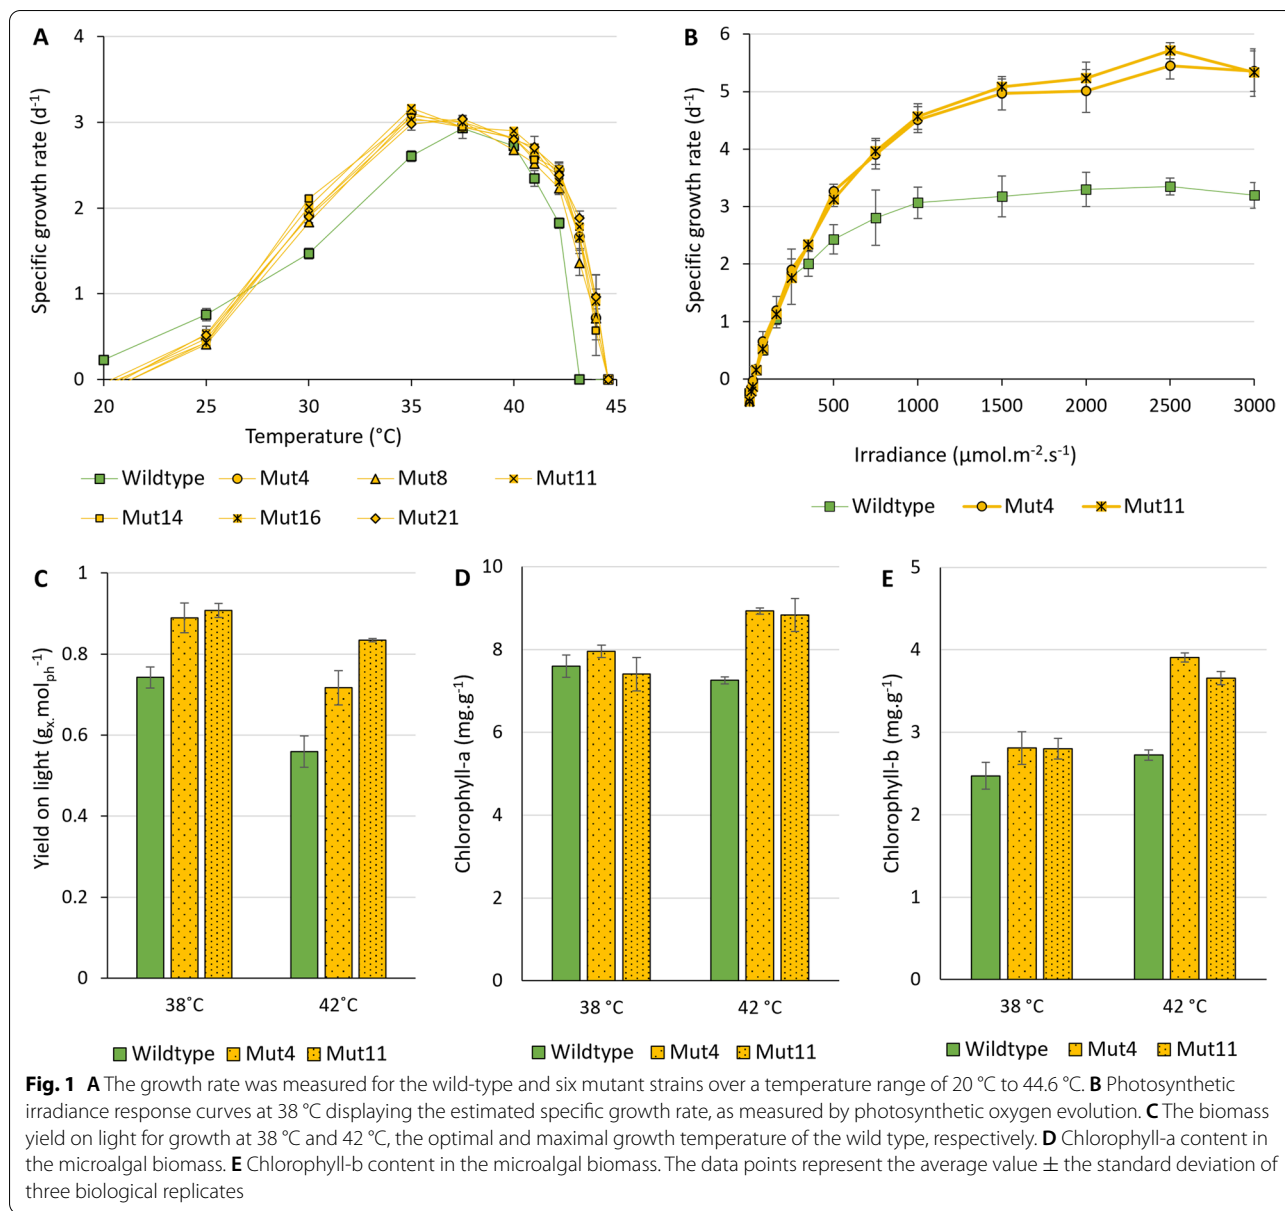 A
Specific growth rate (d⁻¹)
4
3
2
1
0
20 25 30 35 40 45
Temperature (°C)
Wildtype Mut4 Mut8 Mut11
Mut14 Mut16 Mut21
B
Specific growth rate (d⁻¹)
6
5
4
3
2
1
0
500 1000 1500 2000 2500 3000
Irradiance (µmol.m⁻².s⁻¹)
Wildtype Mut4 Mut11
C
Yield on light (gₓ.molₚₕ⁻¹)
1
0.8
0.6
0.4
0.2
0
38°C 42°C
Wildtype Mut4 Mut11
D
Chlorophyll-a (mg.g⁻¹)
10
8
6
4
2
0
38 °C 42 °C
Wildtype Mut4 Mut11
E
Chlorophyll-b (mg.g⁻¹)
5
4
3
2
1
0
38 °C 42 °C
Wildtype Mut4 Mut11
Fig. 1 A The growth rate was measured for the wild-type and six mutant strains over a temperature range of 20 °C to 44.6 °C. B Photosynthetic
irradiance response curves at 38 °C displaying the estimated specific growth rate, as measured by photosynthetic oxygen evolution. C The biomass
yield on light for growth at 38 °C and 42 °C, the optimal and maximal growth temperature of the wild type, respectively. D Chlorophyll-a content in
the microalgal biomass. E Chlorophyll-b content in the microalgal biomass. The data points represent the average value ± the standard deviation of
three biological replicates